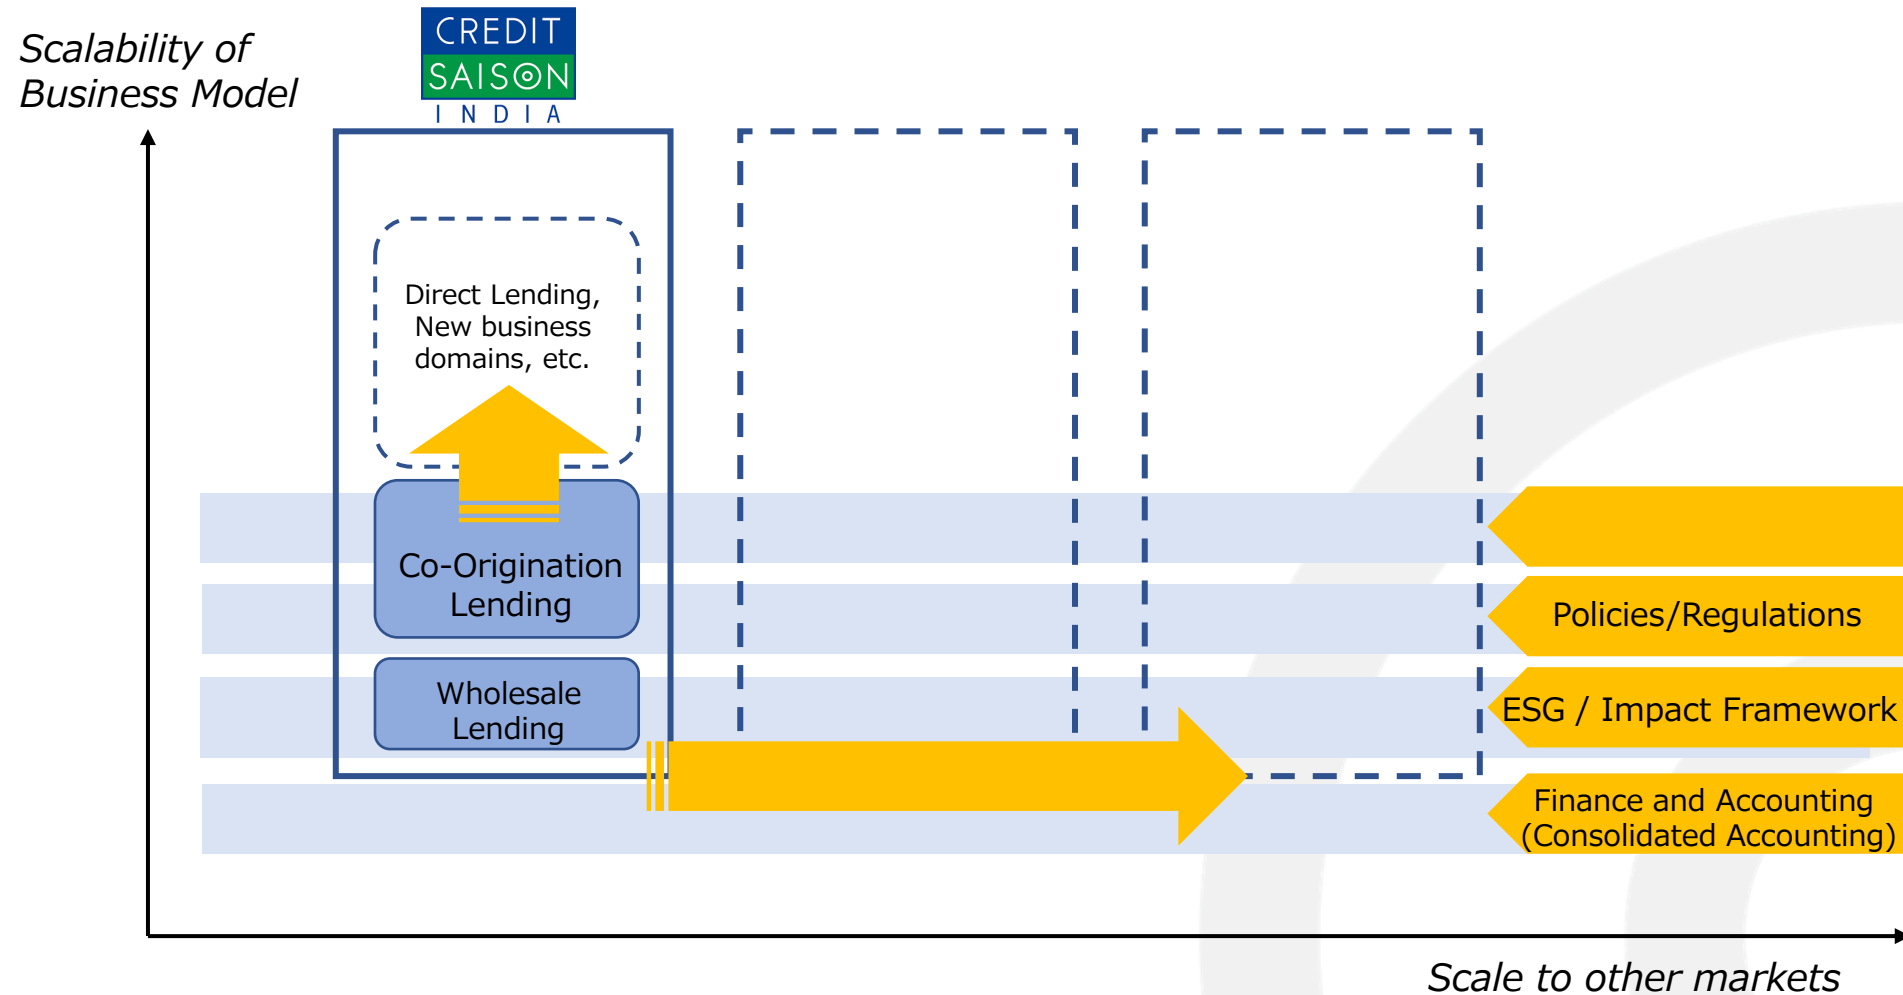 Scalability of
Business Model
CREDIT
SAISON
INDIA
Direct Lending,
New business
domains, etc.
Co-Origination
Lending
Wholesale
Lending
Policies/Regulations
ESG / Impact Framework
Finance and Accounting
(Consolidated Accounting)
Scale to other markets